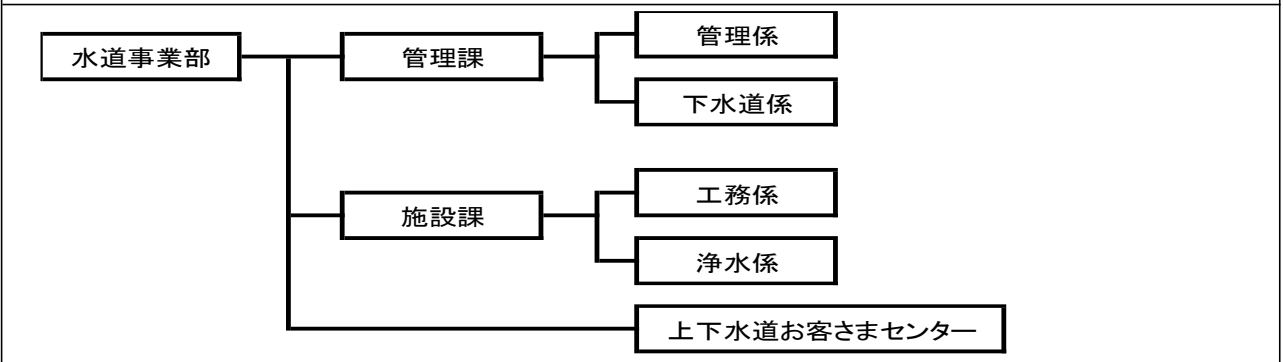 水道事業部
管理課
管理係
下水道係
施設課
工務係
浄水係
上下水道お客さまセンター